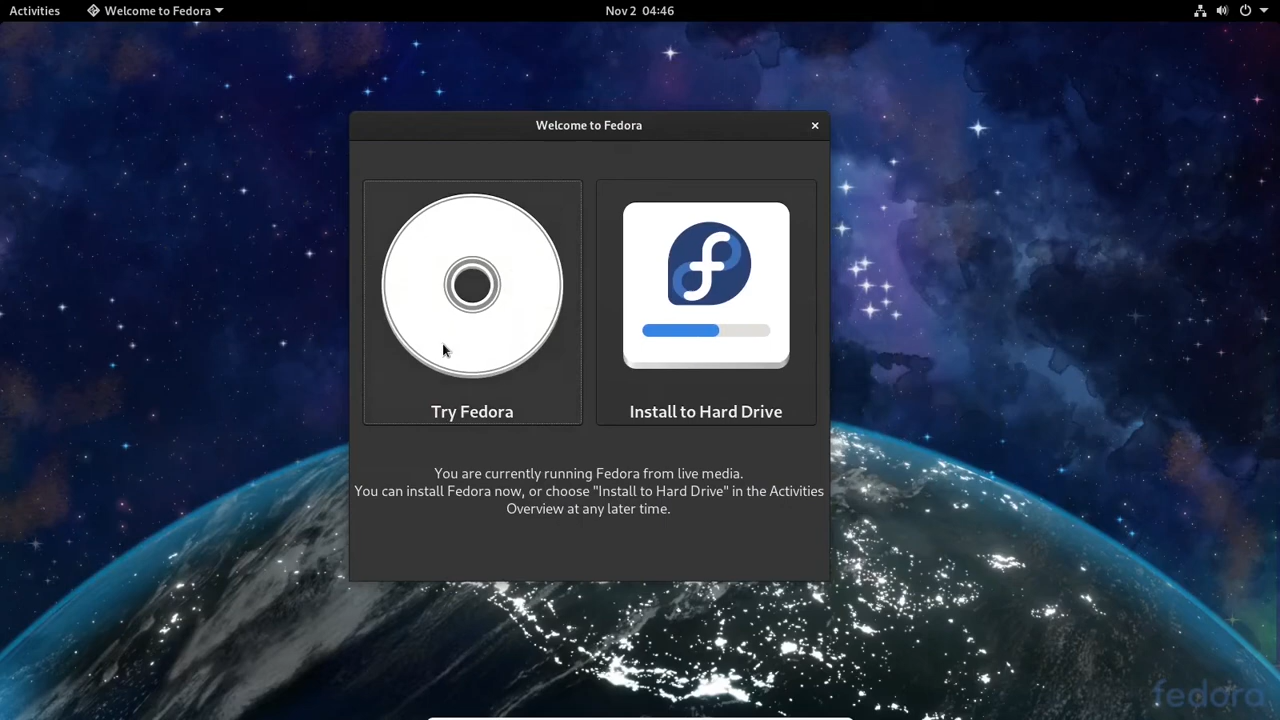 Activities
Welcome to Fedora
Nov 2 04:46
Welcome to Fedora
Try Fedora
Install to Hard Drive
You are currently running Fedora from live media.
You can install Fedora now, or choose "Install to Hard Drive" in the Activities
Overview at any later time.
fedora